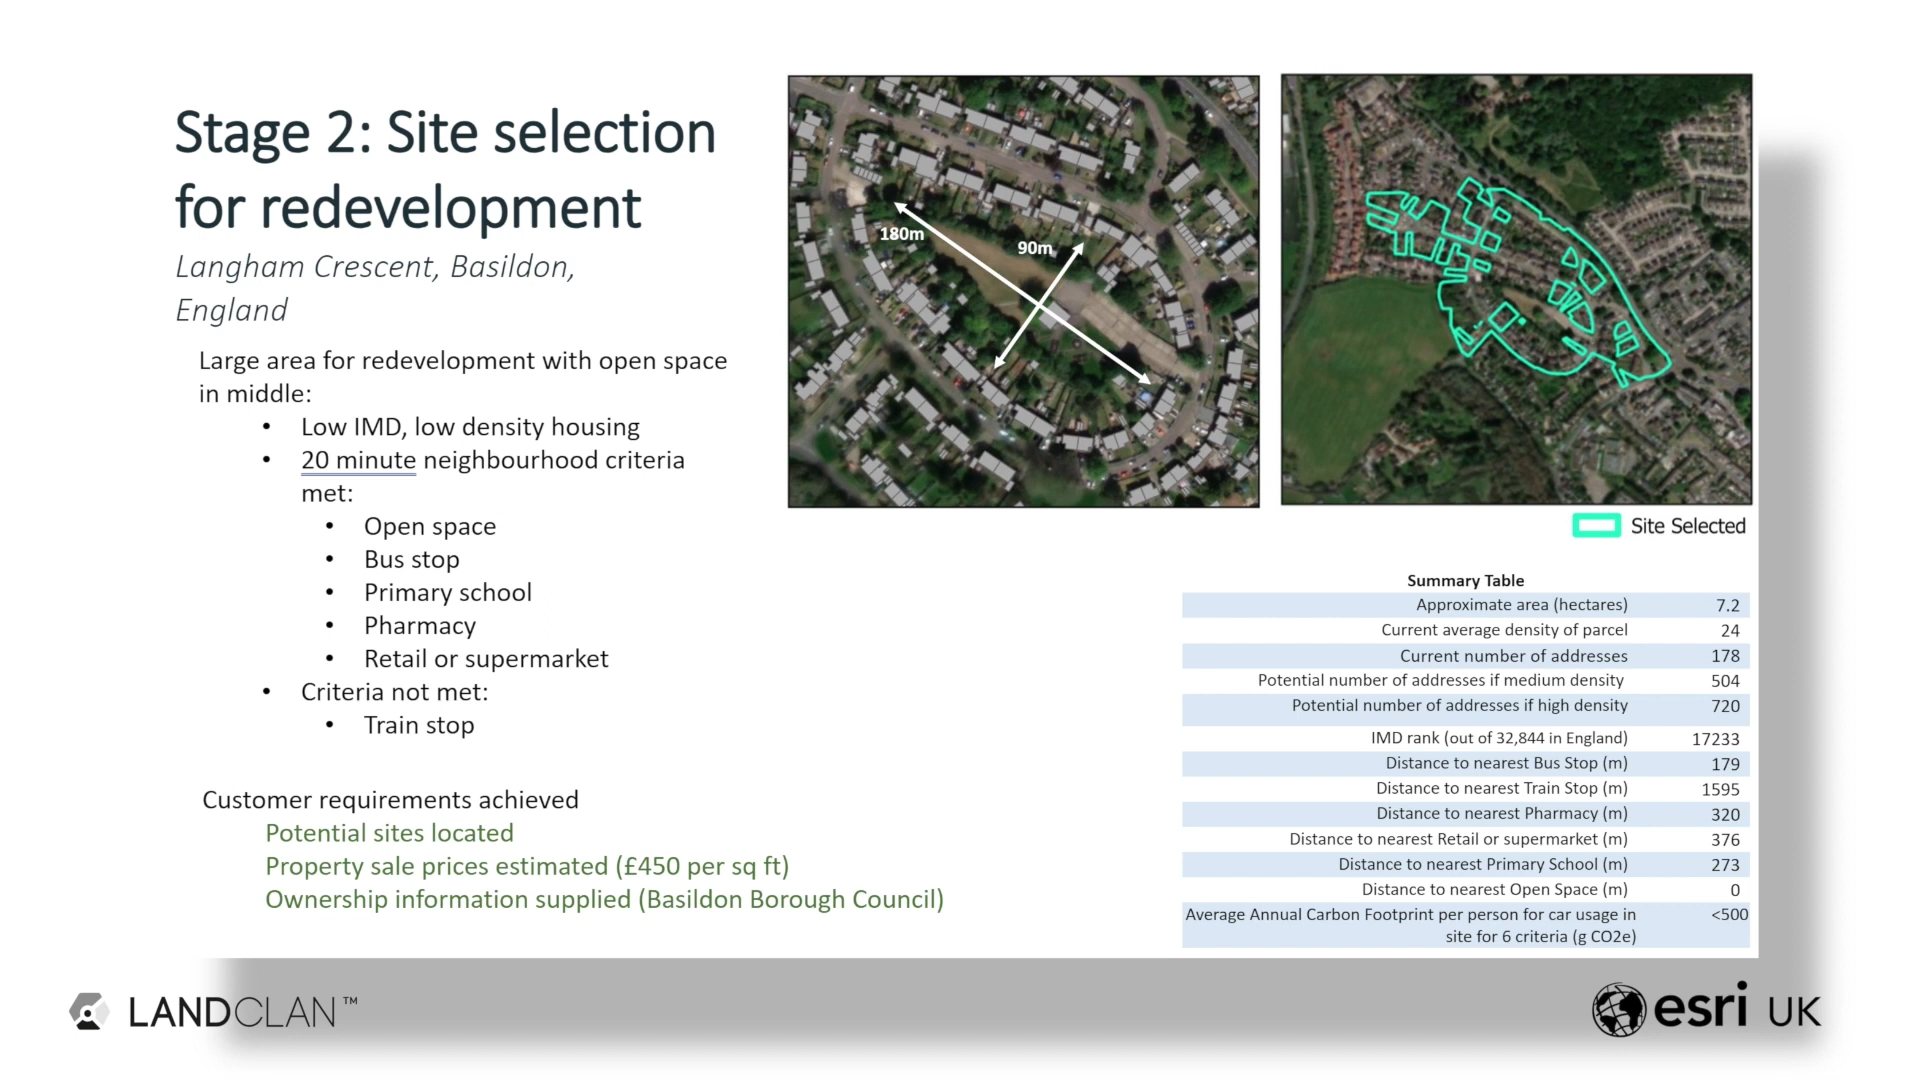 Stage 2: Site selection
for redevelopment
Langham Crescent, Basildon,
England
Large area for redevelopment with open space
in middle:
• Low IMD, low density housing
• 20 minute neighbourhood criteria
met:
• Open space
• Bus stop
• Primary school
• Pharmacy
• Retail or supermarket
• Criteria not met:
• Train stop
Customer requirements achieved
Potential sites located
Property sale prices estimated (£450 per sq ft)
Ownership information supplied (Basildon Borough Council)
180m
90m
Site Selected
Summary Table
Approximate area (hectares) 7.2
Current average density of parcel 24
Current number of addresses 178
Potential number of addresses if medium density 504
Potential number of addresses if high density 720
IMD rank (out of 32,844 in England) 17233
Distance to nearest Bus Stop (m) 179
Distance to nearest Train Stop (m) 1595
Distance to nearest Pharmacy (m) 320
Distance to nearest Retail or supermarket (m) 376
Distance to nearest Primary School (m) 273
Distance to nearest Open Space (m) 0
Average Annual Carbon Footprint per person for car usage in <500
site for 6 criteria (g CO2e)
LANDCLAN™
esri UK